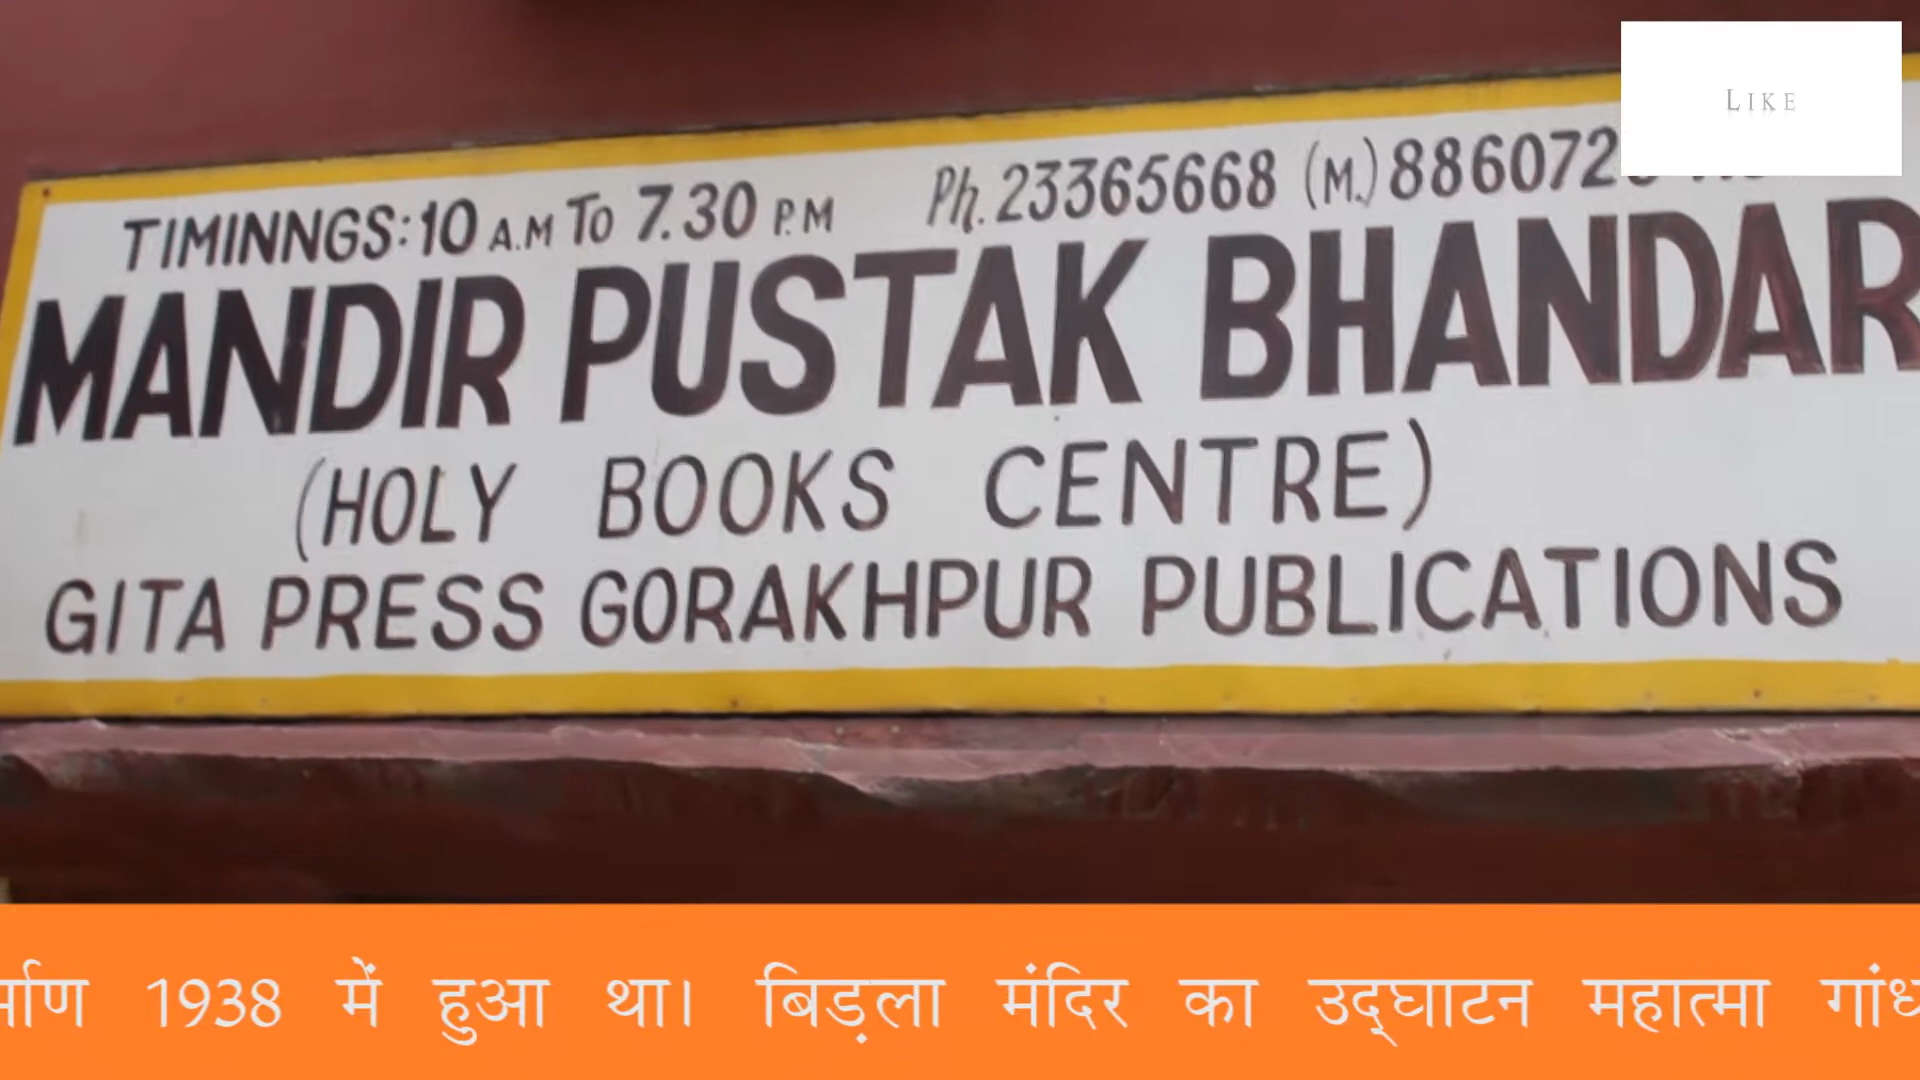 LIKE
TIMINNGS: 10 A.M TO 7.30 P.M Ph. 23365668 (M.)
MANDIR PUSTAK BHANDAR
(HOLY BOOKS CENTRE)
GITA PRESS GORAKHPUR PUBLICATIONS
1938 में हुआ था। बिड़ला मंदिर का उद्घाटन महात्मा